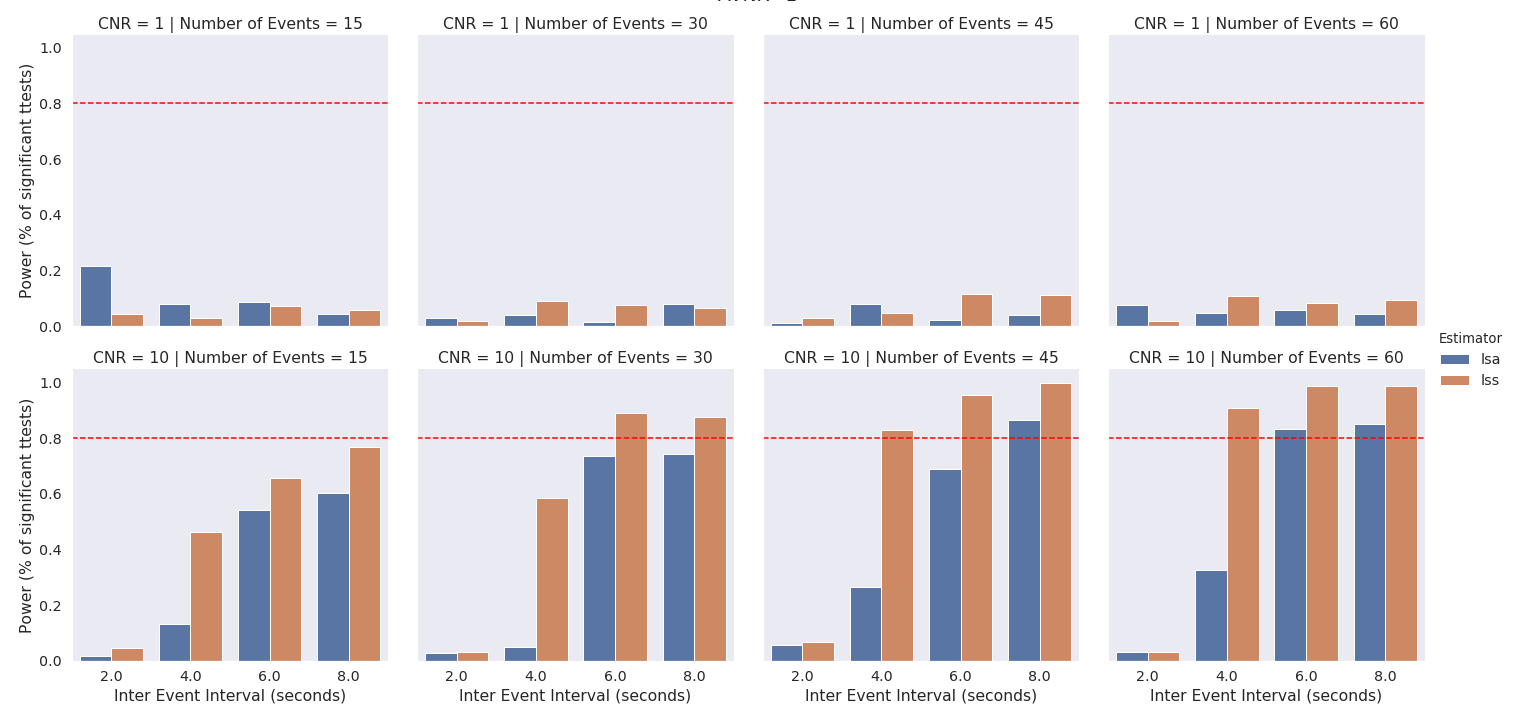 CNR = 1 | Number of Events = 15
CNR = 1 | Number of Events = 30
CNR = 1 | Number of Events = 45
CNR = 1 | Number of Events = 60
Power (% of significant ttests)
1.0
0.8
0.6
0.4
0.2
0.0
CNR = 10 | Number of Events = 15
CNR = 10 | Number of Events = 30
CNR = 10 | Number of Events = 45
CNR = 10 | Number of Events = 60
Power (% of significant ttests)
1.0
0.8
0.6
0.4
0.2
0.0
2.0 4.0 6.0 8.0
2.0 4.0 6.0 8.0
2.0 4.0 6.0 8.0
2.0 4.0 6.0 8.0
Inter Event Interval (seconds)
Inter Event Interval (seconds)
Inter Event Interval (seconds)
Inter Event Interval (seconds)
Estimator
lsa
lss